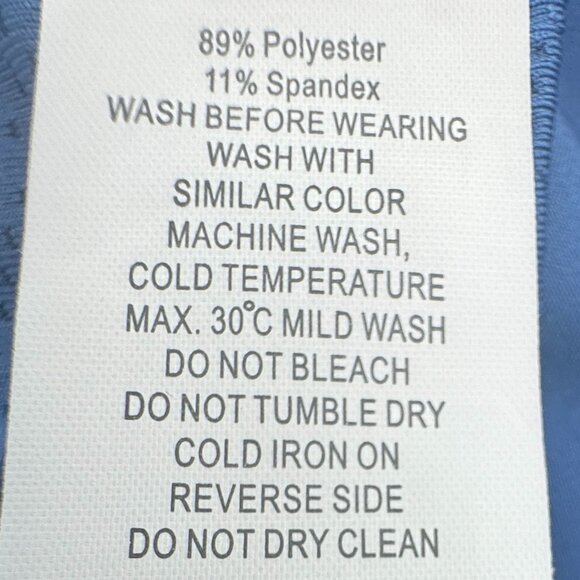 89% Polyester
11% Spandex
WASH BEFORE WEARING
WASH WITH
SIMILAR COLOR
MACHINE WASH,
COLD TEMPERATURE
MAX. 30°C MILD WASH
DO NOT BLEACH
DO NOT TUMBLE DRY
COLD IRON ON
REVERSE SIDE
DO NOT DRY CLEAN